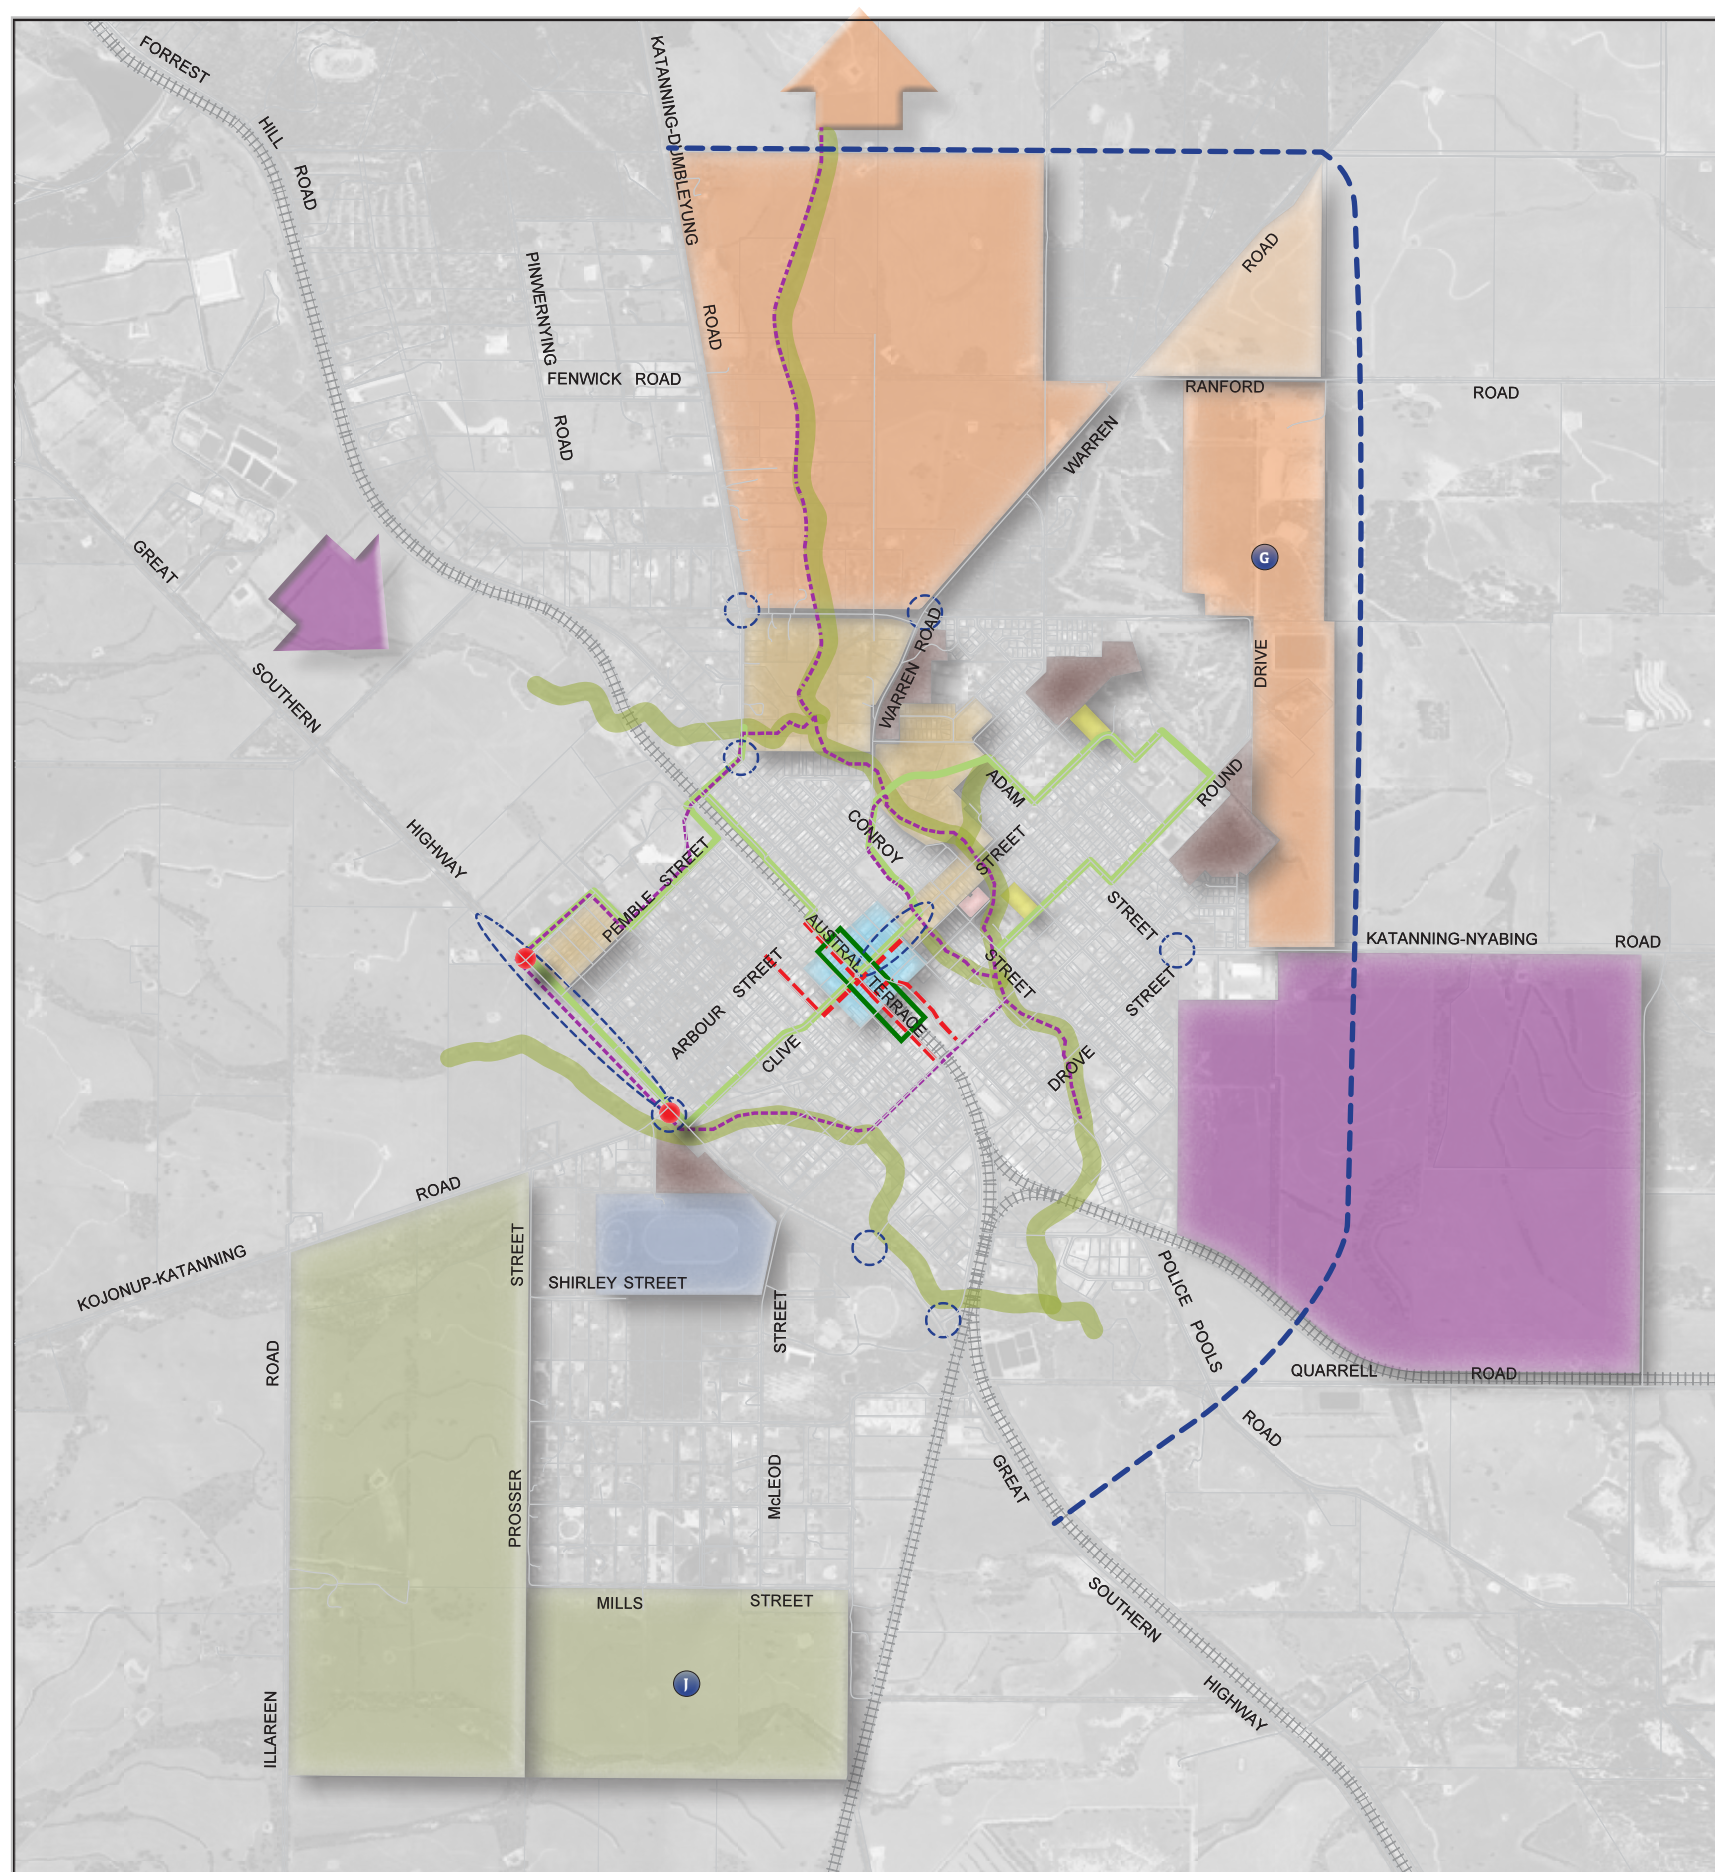 FORREST
HILL
ROAD
KATANNING-DUMBLEYUNG
ROAD
PINWERNYING
ROAD
FENWICK ROAD
ROAD
WARREN
RANFORD
ROAD
G
GREAT
SOUTHERN
HIGHWAY
WARREN ROAD
DRIVE
ROUND
ADAM
STREET
CONROY
STREET
PEMBLE STREET
AUSTRAL TERRACE
ARBOUR STREET
CLIVE
STREET
STREET
DROVE
KATANNING-NYABING
ROAD
KOJONUP-KATANNING
ROAD
STREET
PROSSER
SHIRLEY STREET
STREET
McLEOD
ROAD
ILLAREEN
POLICE
POOLS
ROAD
QUARRELL
ROAD
GREAT
SOUTHERN
HIGHWAY
MILLS
STREET
J